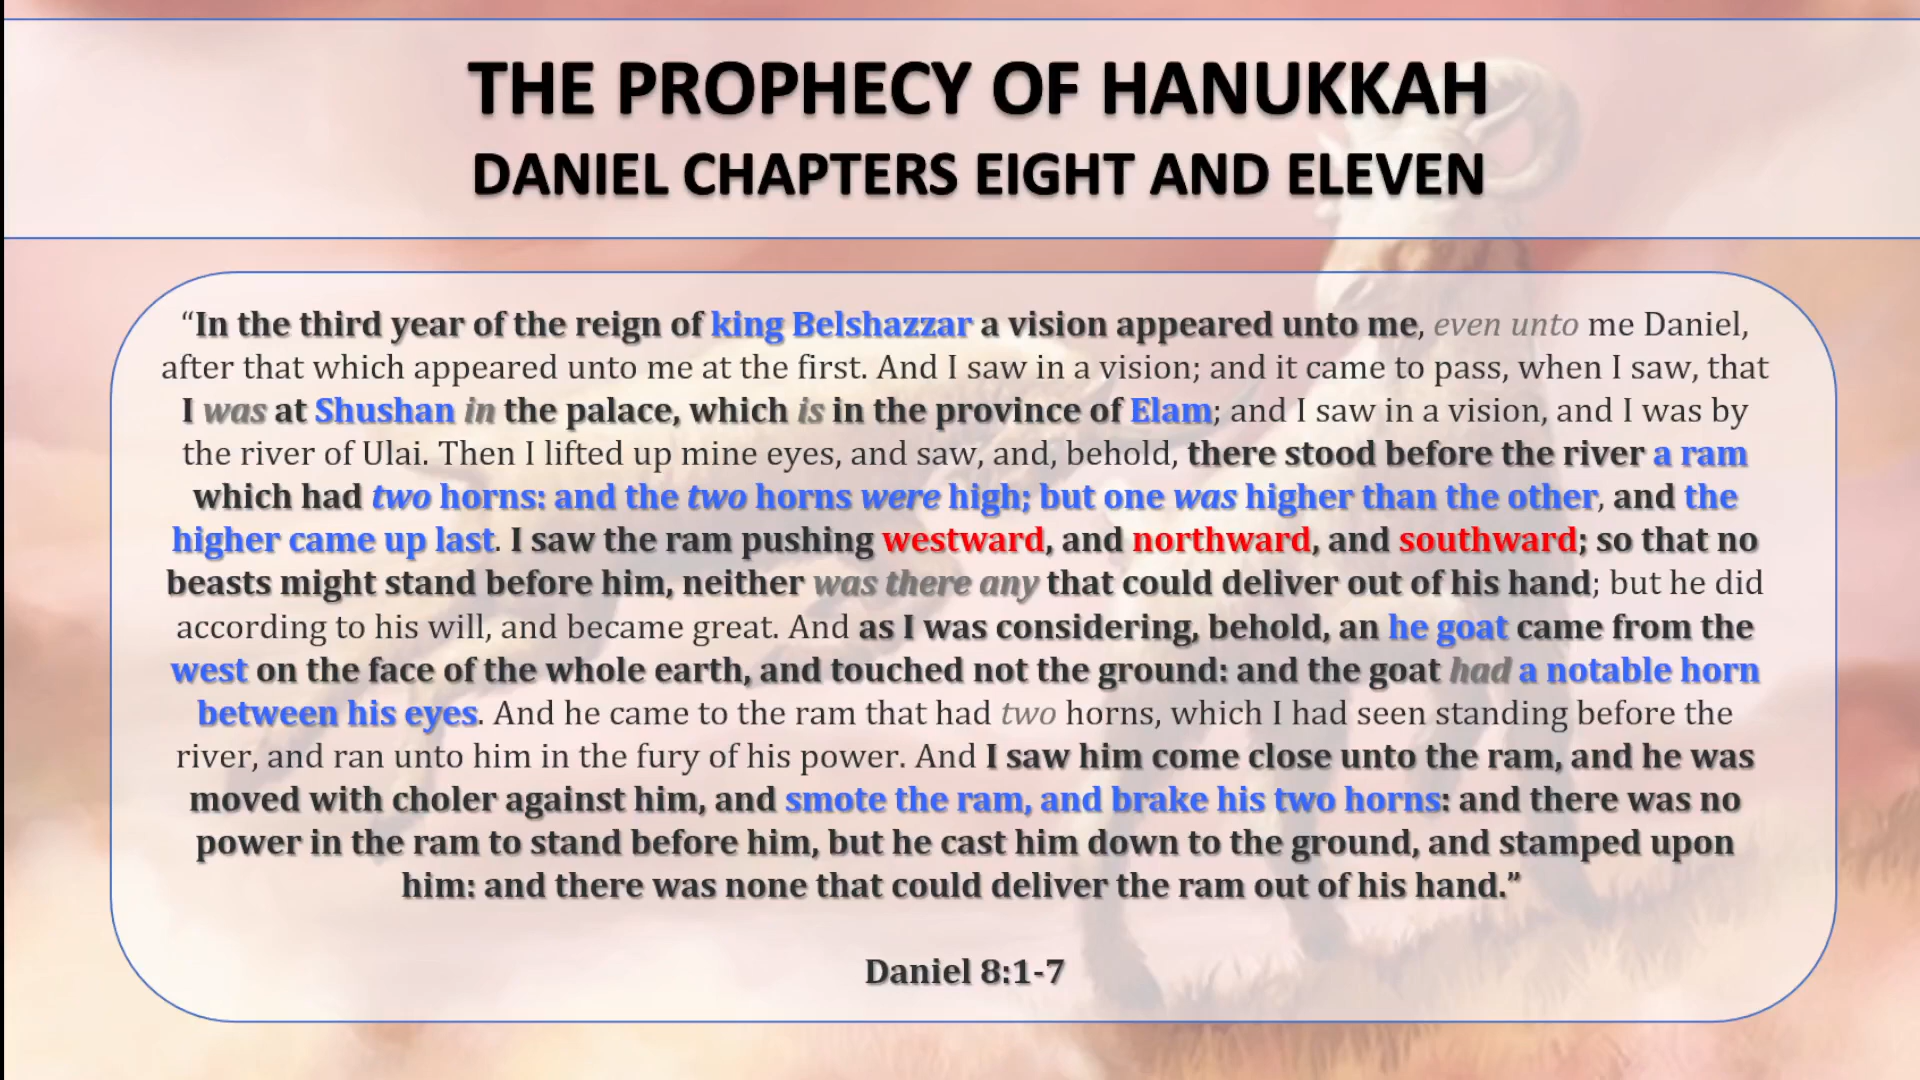 THE PROPHECY OF HANUKKAH
DANIEL CHAPTERS EIGHT AND ELEVEN
“In the third year of the reign of king Belshazzar a vision appeared unto me, even unto me Daniel,
after that which appeared unto me at the first. And I saw in a vision; and it came to pass, when I saw, that
I was at Shushan in the palace, which is in the province of Elam; and I saw in a vision, and I was by
the river of Ulai. Then I lifted up mine eyes, and saw, and, behold, there stood before the river a ram
which had two horns: and the two horns were high; but one was higher than the other, and the
higher came up last. I saw the ram pushing westward, and northward, and southward; so that no
beasts might stand before him, neither was there any that could deliver out of his hand; but he did
according to his will, and became great. And as I was considering, behold, an he goat came from the
west on the face of the whole earth, and touched not the ground: and the goat had a notable horn
between his eyes. And he came to the ram that had two horns, which I had seen standing before the
river, and ran unto him in the fury of his power. And I saw him come close unto the ram, and he was
moved with choler against him, and smote the ram, and brake his two horns: and there was no
power in the ram to stand before him, but he cast him down to the ground, and stamped upon
him: and there was none that could deliver the ram out of his hand.”
Daniel 8:1-7